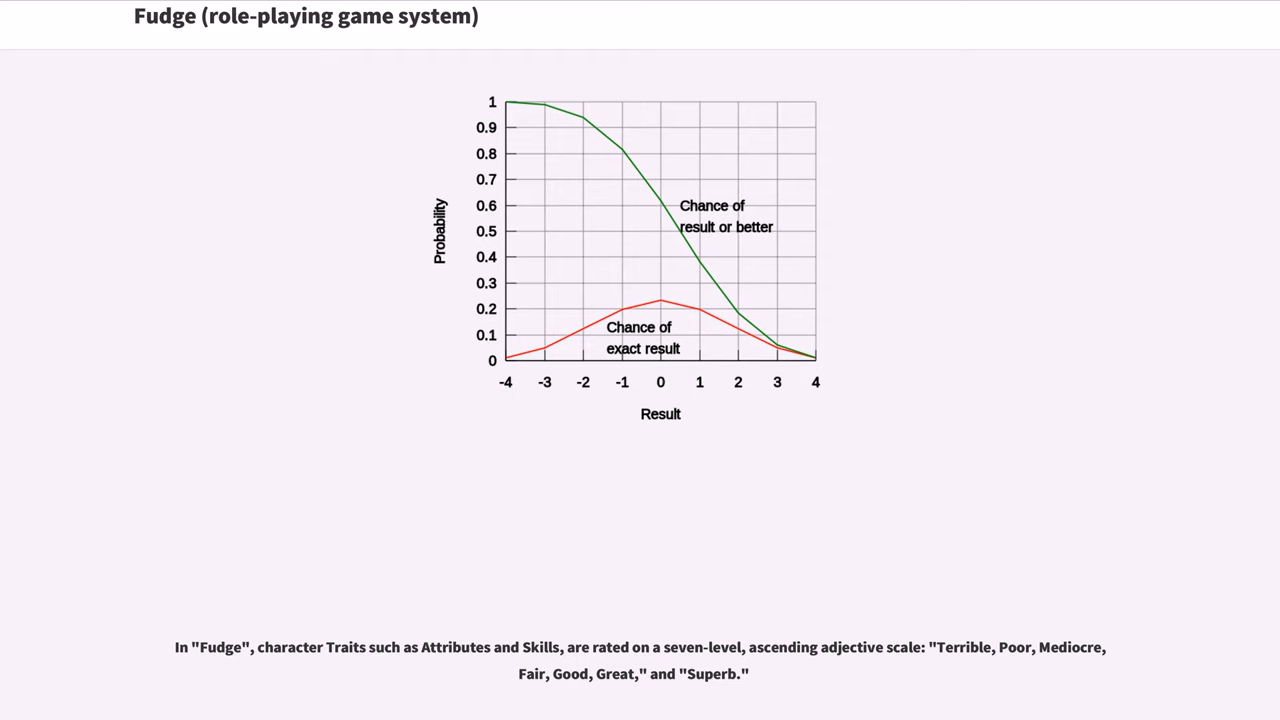 Fudge (role-playing game system)
1
0.9
0.8
0.7
0.6
0.5
0.4
0.3
0.2
0.1
0
Probability
Chance of
result or better
Chance of
exact result
-4 -3 -2 -1 0 1 2 3 4
Result
In "Fudge", character Traits such as Attributes and Skills, are rated on a seven-level, ascending adjective scale: "Terrible, Poor, Mediocre,
Fair, Good, Great," and "Superb."